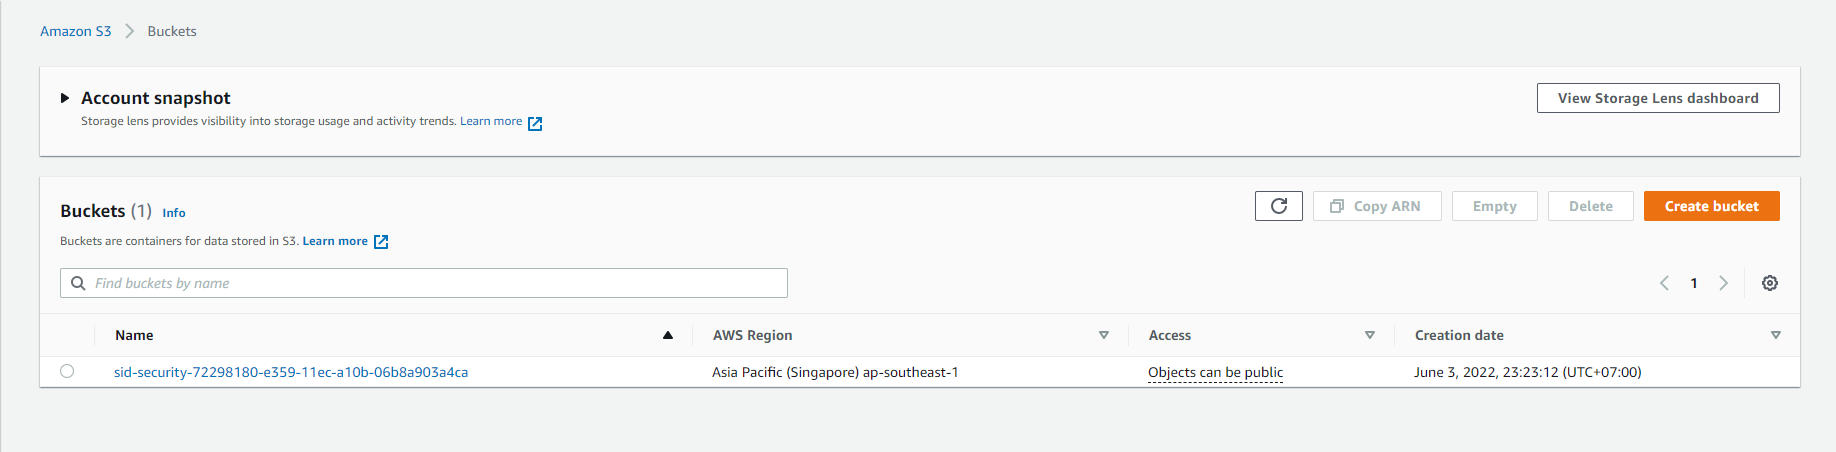 Amazon S3 > Buckets
Account snapshot
View Storage Lens dashboard
Storage lens provides visibility into storage usage and activity trends. Learn more
Buckets (1) Info
Copy ARN Empty Delete Create bucket
Buckets are containers for data stored in S3. Learn more
Find buckets by name
1
Name AWS Region Access Creation date
sid-security-72298180-e359-11ec-a10b-06b8a903a4ca Asia Pacific (Singapore) ap-southeast-1 Objects can be public June 3, 2022, 23:23:12 (UTC+07:00)